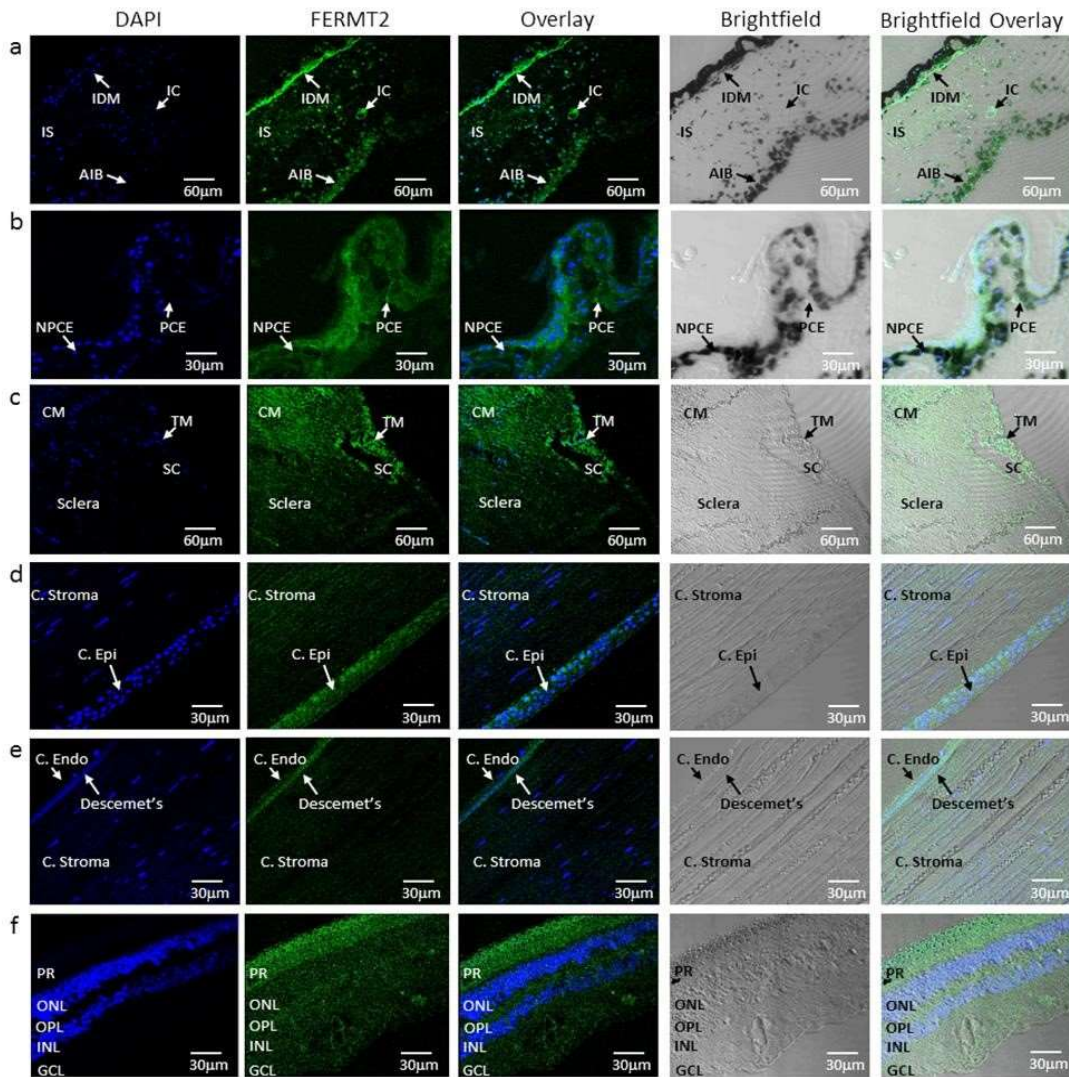 DAPI FERMT2 Overlay Brightfield Brightfield Overlay
a
IDM IC IDM IC IDM IC IDM IC IDM IC
IS IS IS IS IS
AIB AIB AIB AIB AIB
60µm 60µm 60µm 60µm 60µm
b
NPCE PCE NPCE PCE NPCE PCE NPCE PCE NPCE PCE
30µm 30µm 30µm 30µm 30µm
c
CM TM CM TM CM TM CM TM CM TM
SC SC SC SC SC
Sclera Sclera Sclera Sclera Sclera
60µm 60µm 60µm 60µm 60µm
d
C. Stroma C. Stroma C. Stroma C. Stroma C. Stroma
C. Epi C. Epi C. Epi C. Epi C. Epi
30µm 30µm 30µm 30µm 30µm
e
C. Endo C. Endo C. Endo C. Endo C. Endo
Descemet's Descemet's Descemet's Descemet's Descemet's
C. Stroma C. Stroma C. Stroma C. Stroma C. Stroma
30µm 30µm 30µm 30µm 30µm
f
PR PR PR PR PR
ONL ONL ONL ONL ONL
OPL OPL OPL OPL OPL
INL INL INL INL INL
GCL GCL GCL GCL GCL
30µm 30µm 30µm 30µm 30µm